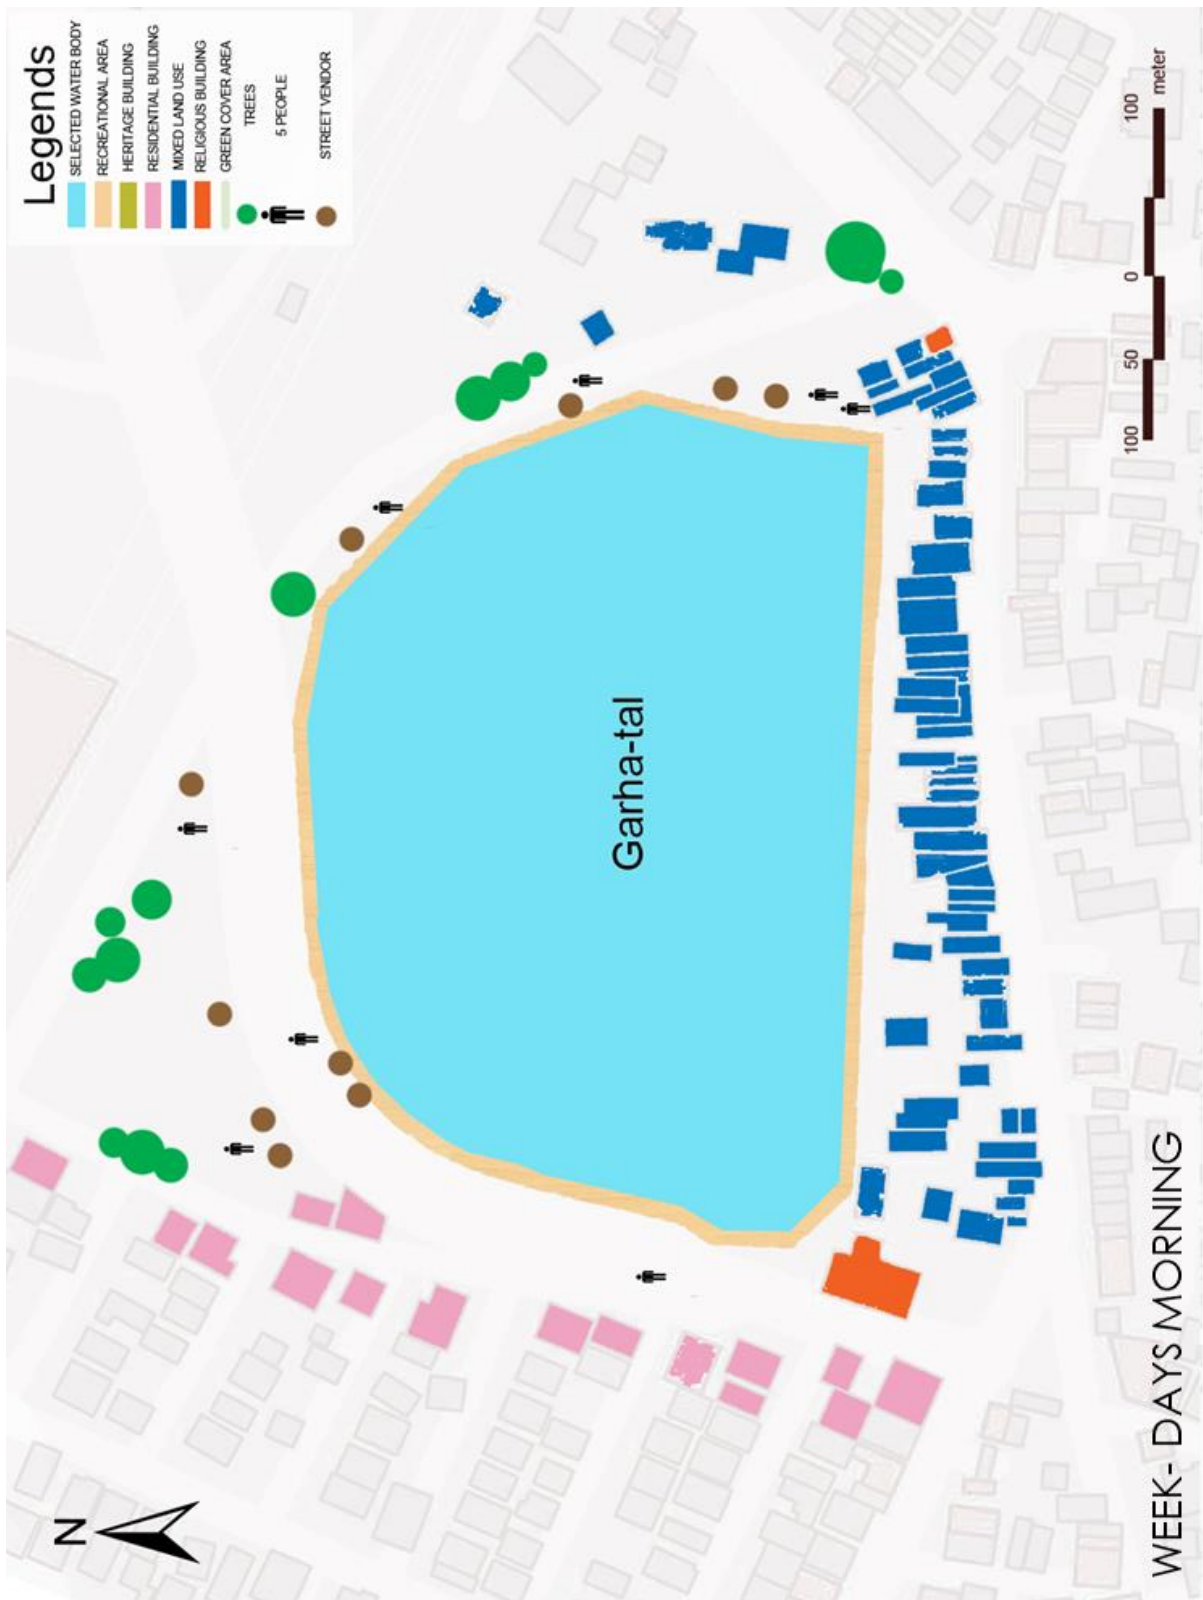 Legends
SELECTED WATER BODY
RECREATIONAL AREA
HERITAGE BUILDING
RESIDENTIAL BUILDING
MIXED LAND USE
RELIGIOUS BUILDING
GREEN COVER AREA
TREES
5 PEOPLE
STREET VENDOR
Garha-tal
N
WEEK- DAYS MORNING
100 50 0 100
meter